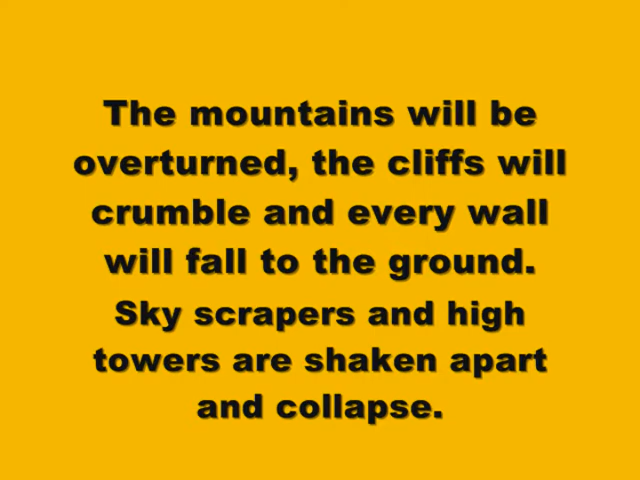 The mountains will be
overturned, the cliffs will
crumble and every wall
will fall to the ground.
Sky scrapers and high
towers are shaken apart
and collapse.